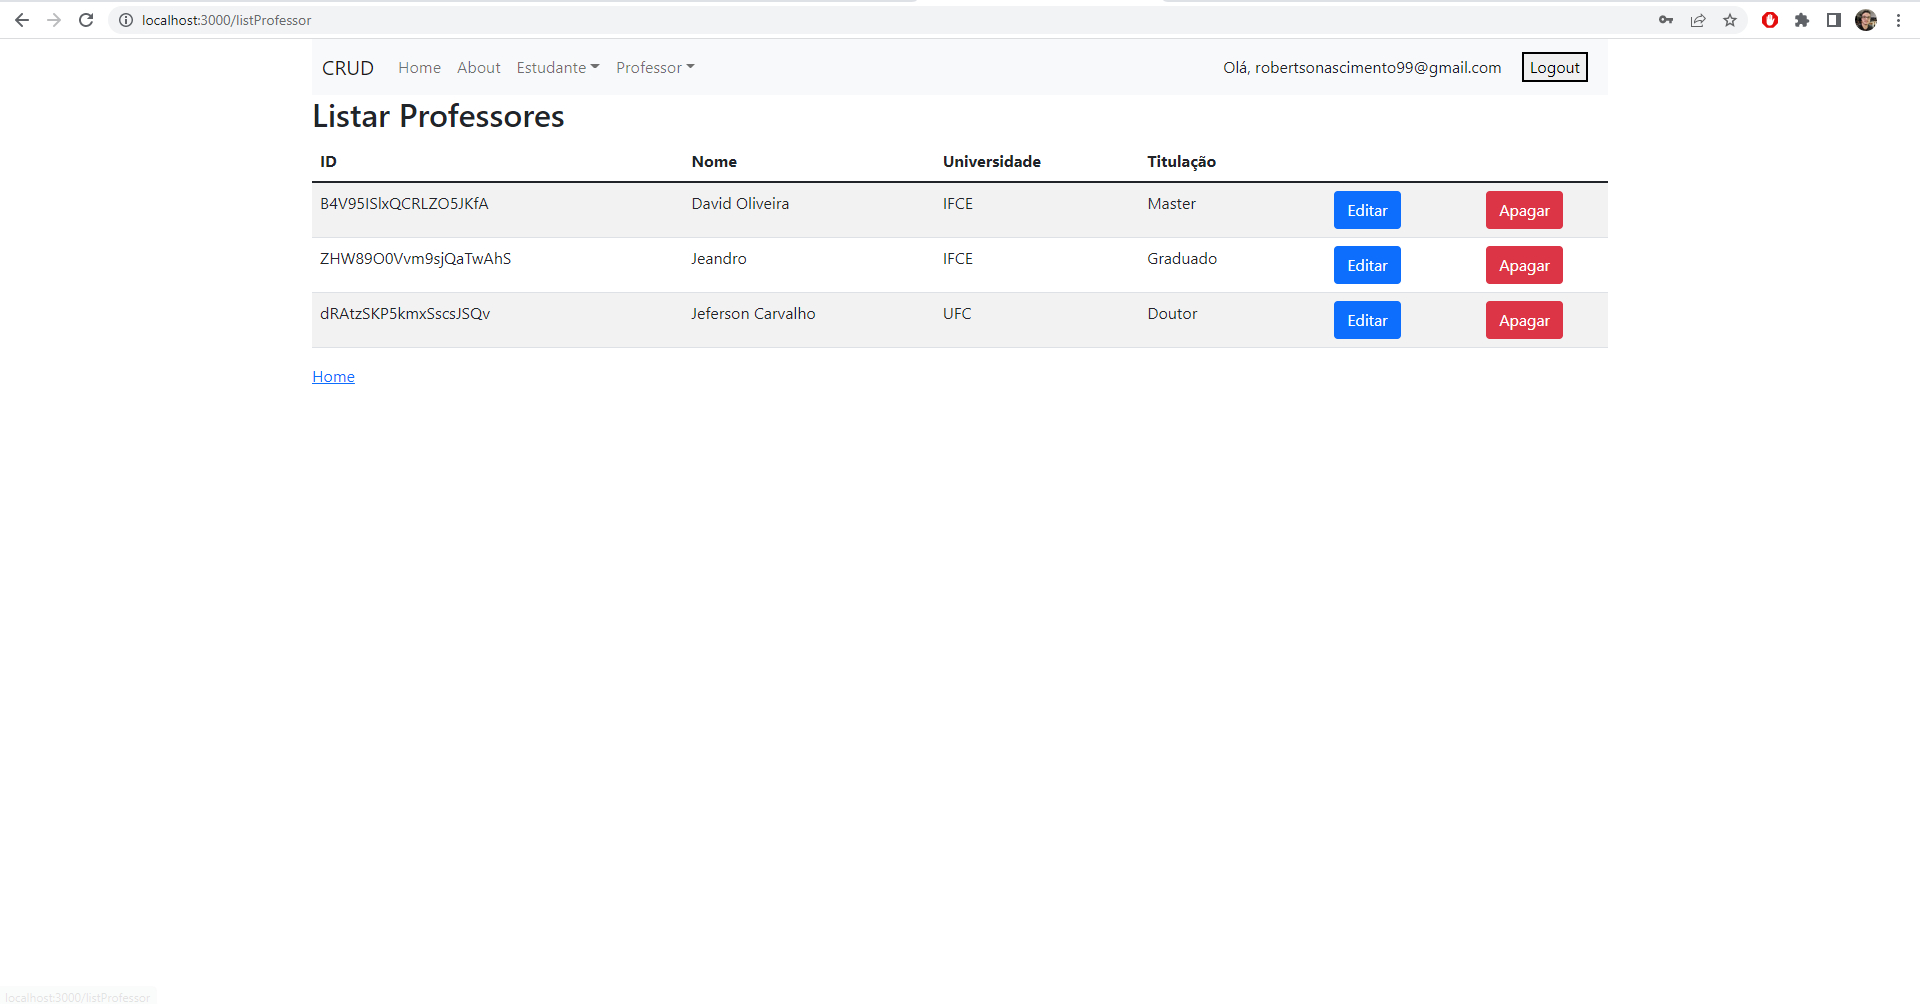 localhost:3000/listProfessor
CRUD Home About Estudante Professor Olá, robertsonascimento99@gmail.com Logout
Listar Professores
ID Nome Universidade Titulação
B4V95ISlxQCRLZO5JKfA David Oliveira IFCE Master Editar Apagar
ZHW89O0Vvm9sjQaTwAhS Jeandro IFCE Graduado Editar Apagar
dRAtzSKP5kmxSscsJSQv Jeferson Carvalho UFC Doutor Editar Apagar
Home
localhost:3000/listProfessor